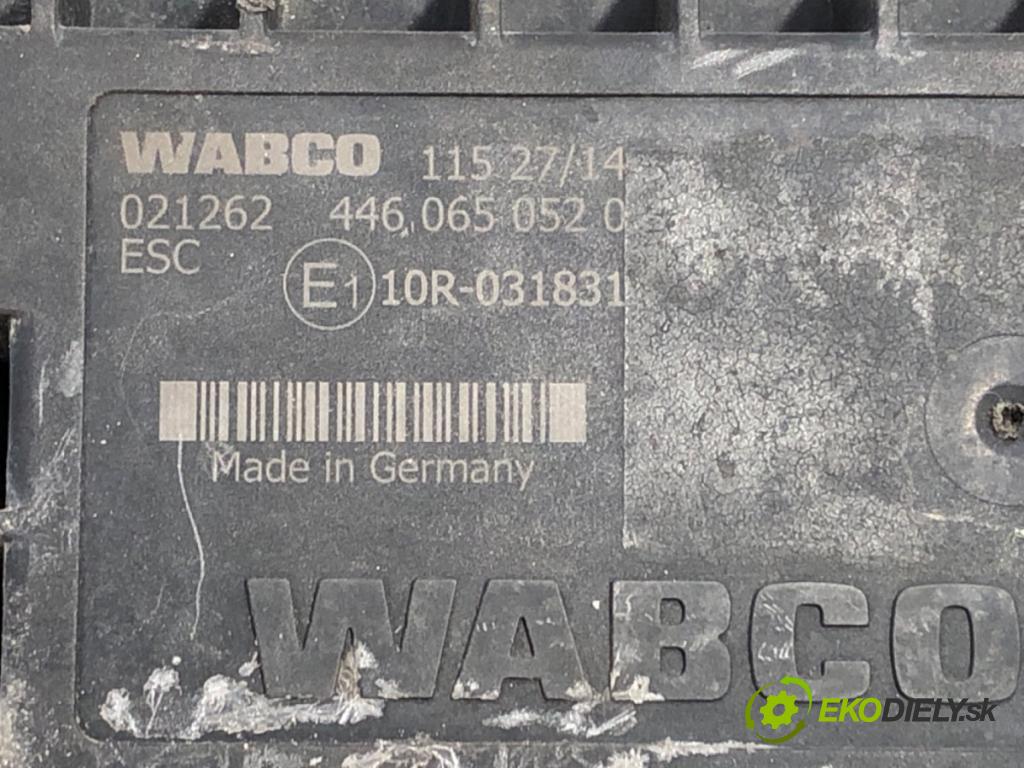 WABCO 115 27/14
021262 446 065 052 0
ESC E1 10R-031831
Made in Germany
WABCO
EKODIELY.sk